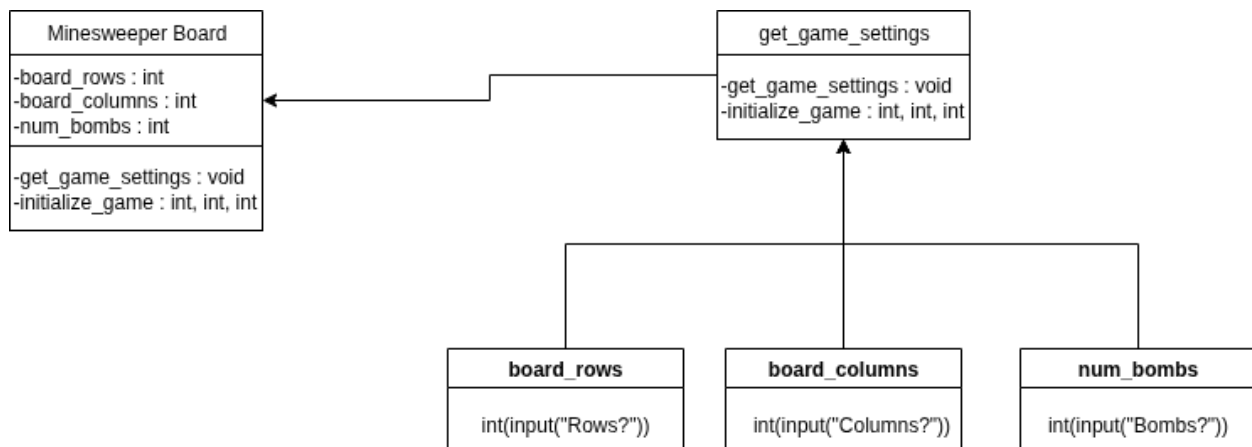 Minesweeper Board
-board_rows : int
-board_columns : int
-num_bombs : int
-get_game_settings : void
-initialize_game : int, int, int
get_game_settings
-get_game_settings : void
-initialize_game : int, int, int
board_rows
int(input("Rows?"))
board_columns
int(input("Columns?"))
num_bombs
int(input("Bombs?"))